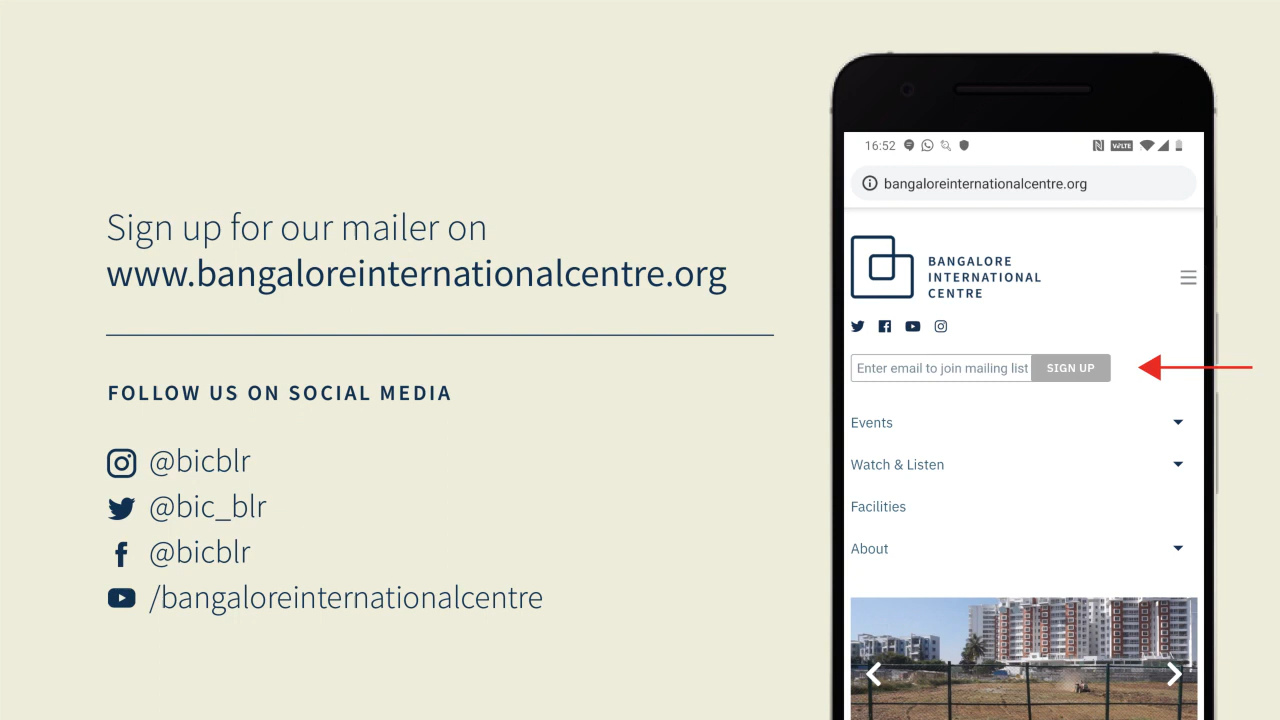 Sign up for our mailer on
www.bangaloreinternationalcentre.org
FOLLOW US ON SOCIAL MEDIA
@bicblr
@bic_blr
@bicblr
/bangaloreinternationalcentre
16:52
VoLTE
bangaloreinternationalcentre.org
BANGALORE
INTERNATIONAL
CENTRE
Enter email to join mailing list
SIGN UP
Events
Watch & Listen
Facilities
About